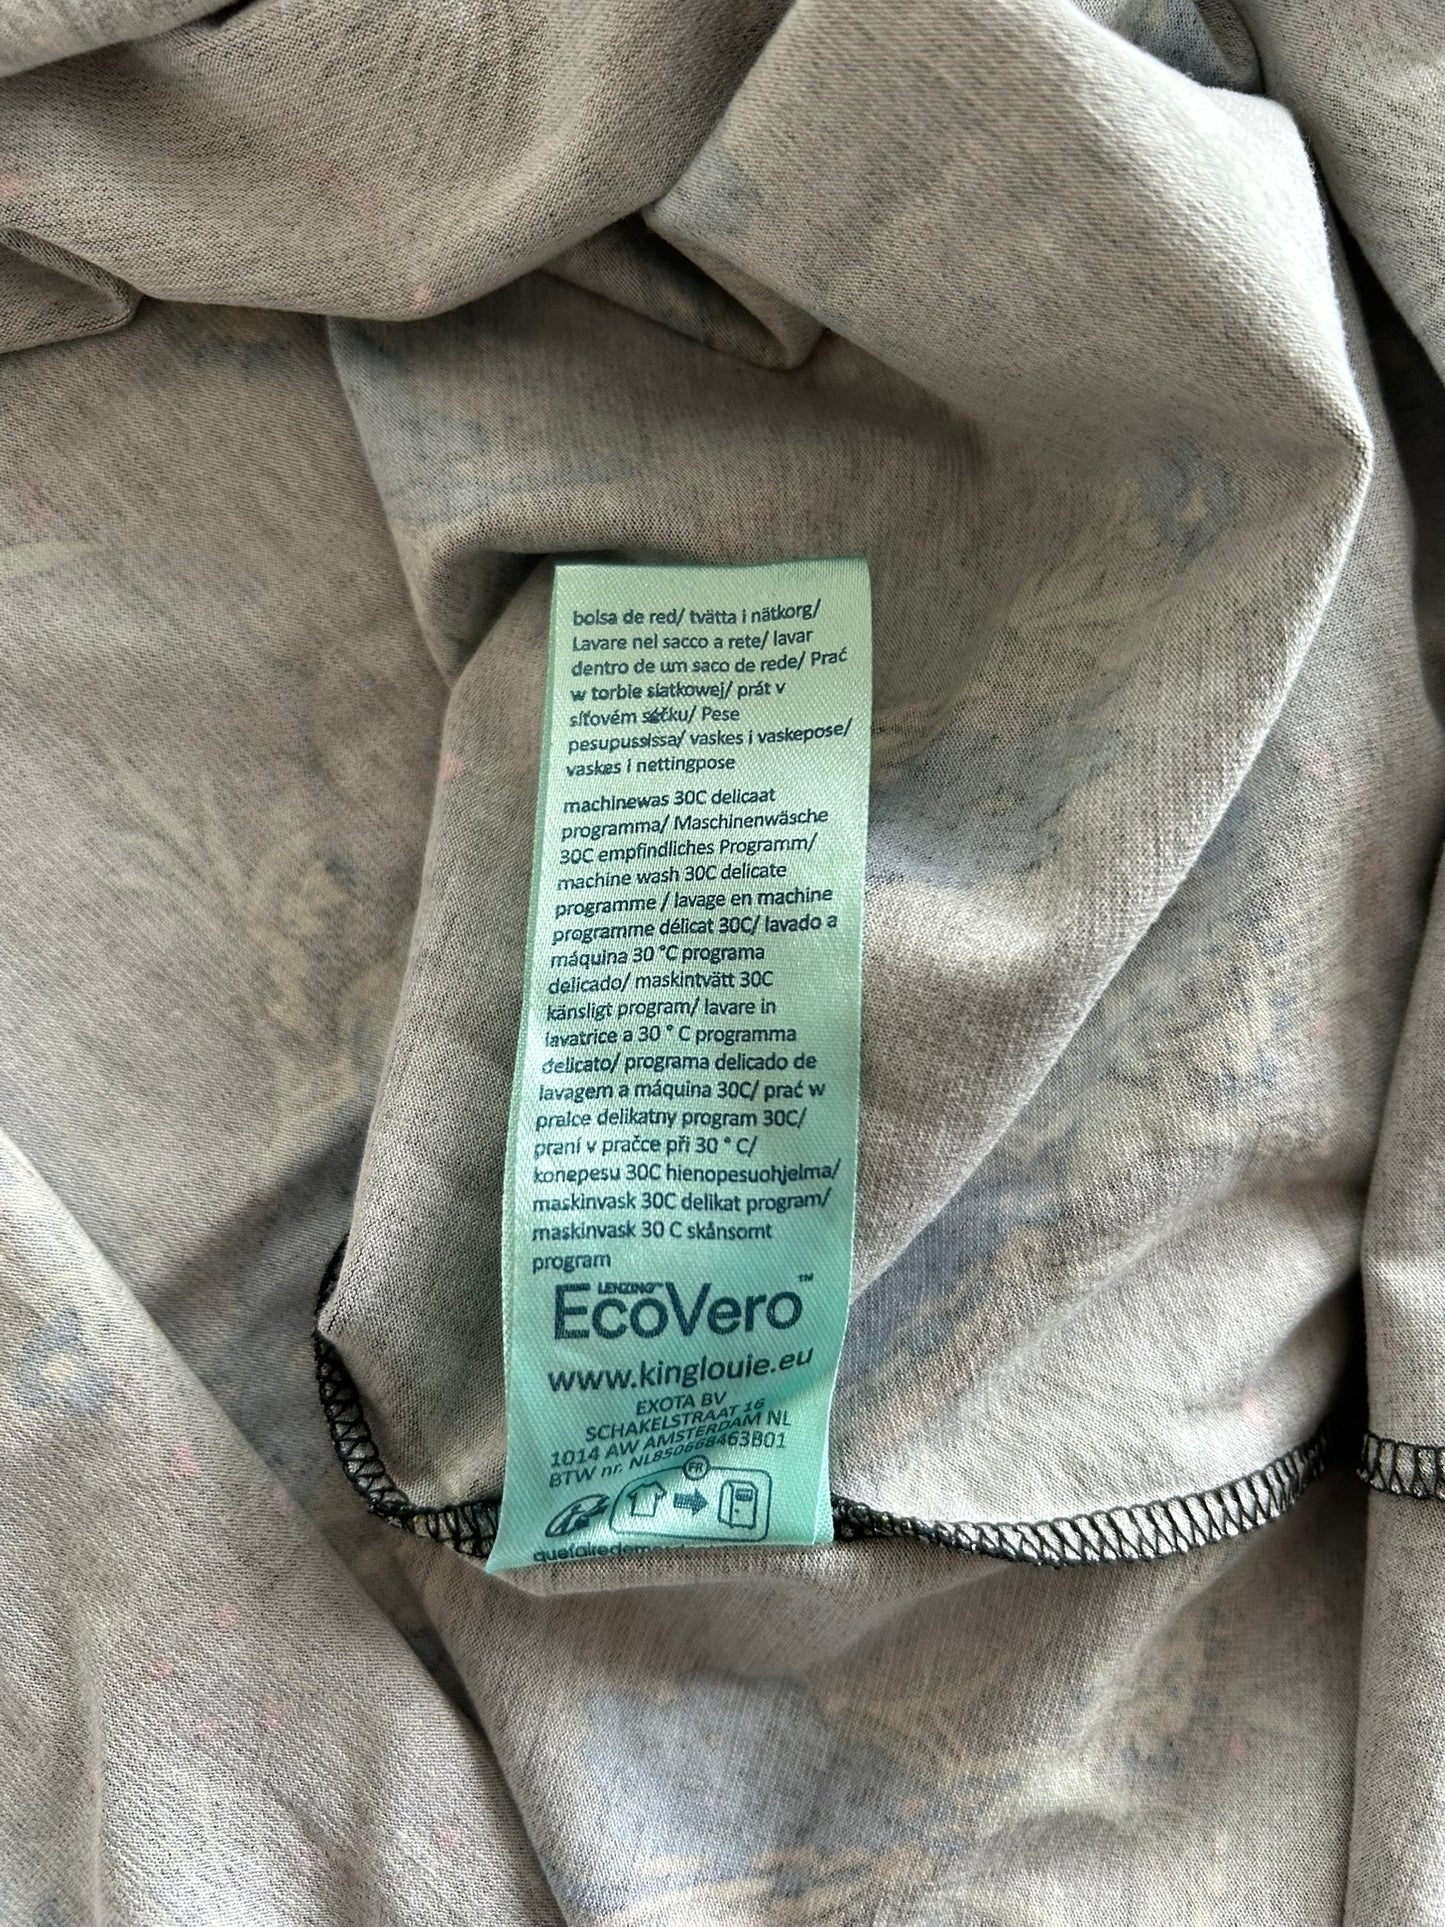 bolsa de red/ tvätta i nätkorg/
Lavare nel sacco a rete/ lavar
dentro de um saco de rede/ Prać
w torbie siatkowej/ prát v
síťovém sáčku/ Pese
pesupussissa/ vaskes i vaskepose/
vaskes i nettingpose
machinewas 30C delicaat
programma/ Maschinenwäsche
30C empfindliches Programm/
machine wash 30C delicate
programme / lavage en machine
programme délicat 30C/ lavado a
máquina 30 °C programa
delicado/ maskintvätt 30C
känsligt program/ lavare in
lavatrice a 30 ° C programma
delicato/ programa delicado de
lavagem a máquina 30C/ prać w
pralce delikatny program 30C/
praní v pračce při 30 ° C/
konepesu 30C hienopesuohjelma/
maskinvask 30C delikat program/
maskinvask 30 C skånsomt
program
LENZING™
EcoVero™
www.kinglouie.eu
EXOTA BV
SCHAKELSTRAAT 16
1014 AW AMSTERDAM NL
BTW nr. NL850668463B01
FR